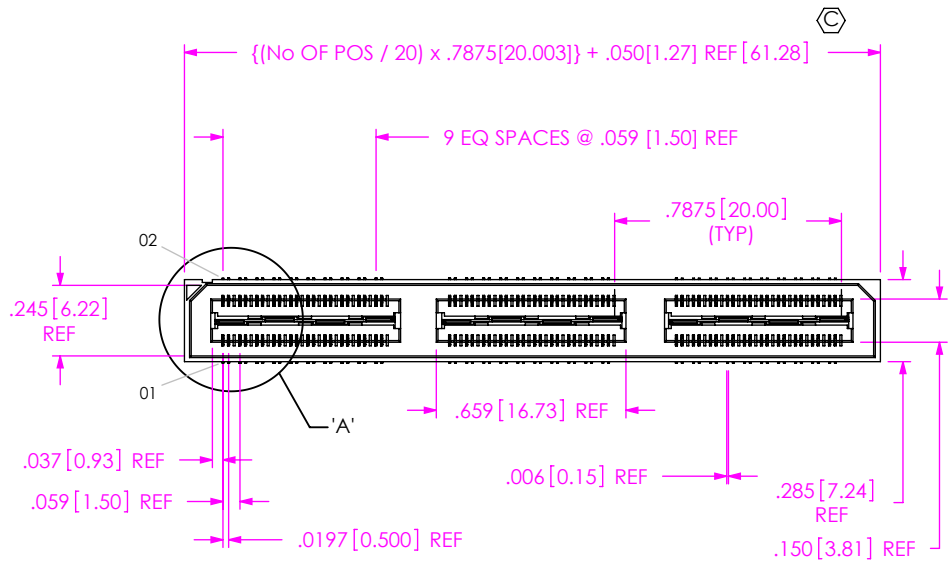 C
{(No OF POS / 20) x .7875[20.003]} + .050[1.27] REF[61.28]
9 EQ SPACES @ .059 [1.50] REF
.7875[20.00]
(TYP)
02
.245[6.22]
REF
01
'A'
.659[16.73] REF
.037[0.93] REF
.006[0.15] REF
.285[7.24]
REF
.059[1.50] REF
.0197[0.500] REF
.150[3.81] REF